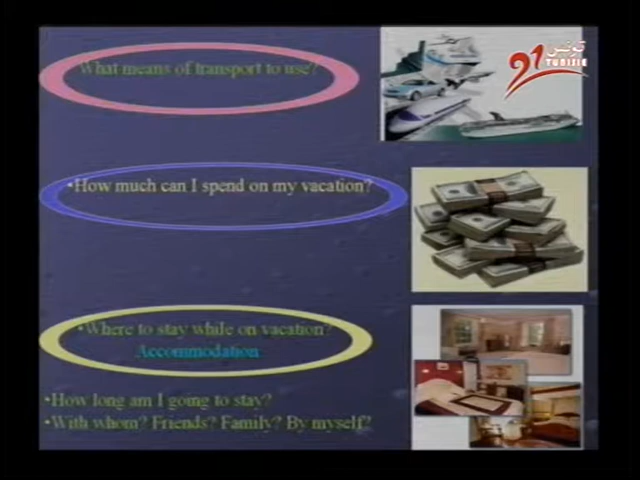 What means of transport to use?
تونس
21
TUNISIE
•How much can I spend on my vacation?
•Where to stay while on vacation?
Accommodation
•How long am I going to stay?
•With whom? Friends? Family? By myself?